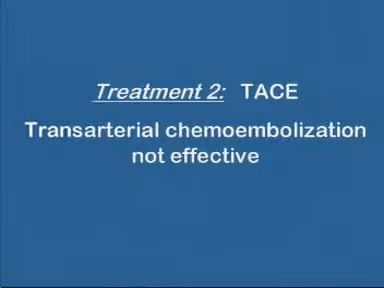 Treatment 2: TACE
Transarterial chemoembolization
not effective